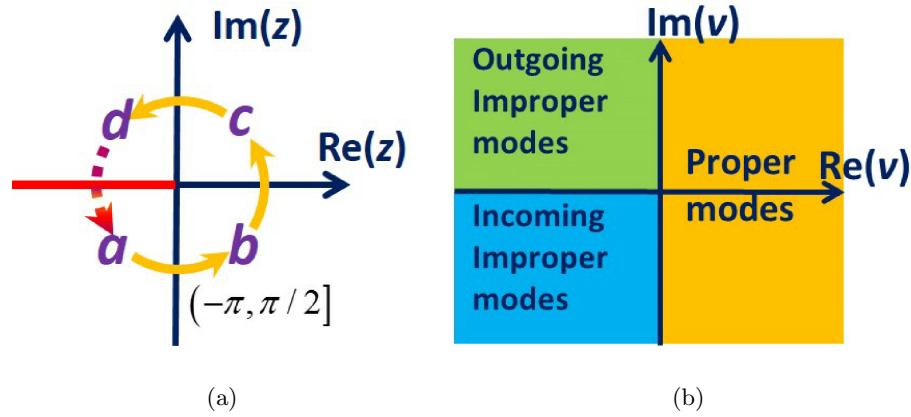 Im(z)
d
c
Re(z)
a
b
(−π, π / 2]
(a)
Im(v)
Outgoing
Improper
modes
Proper
modes
Re(v)
Incoming
Improper
modes
(b)